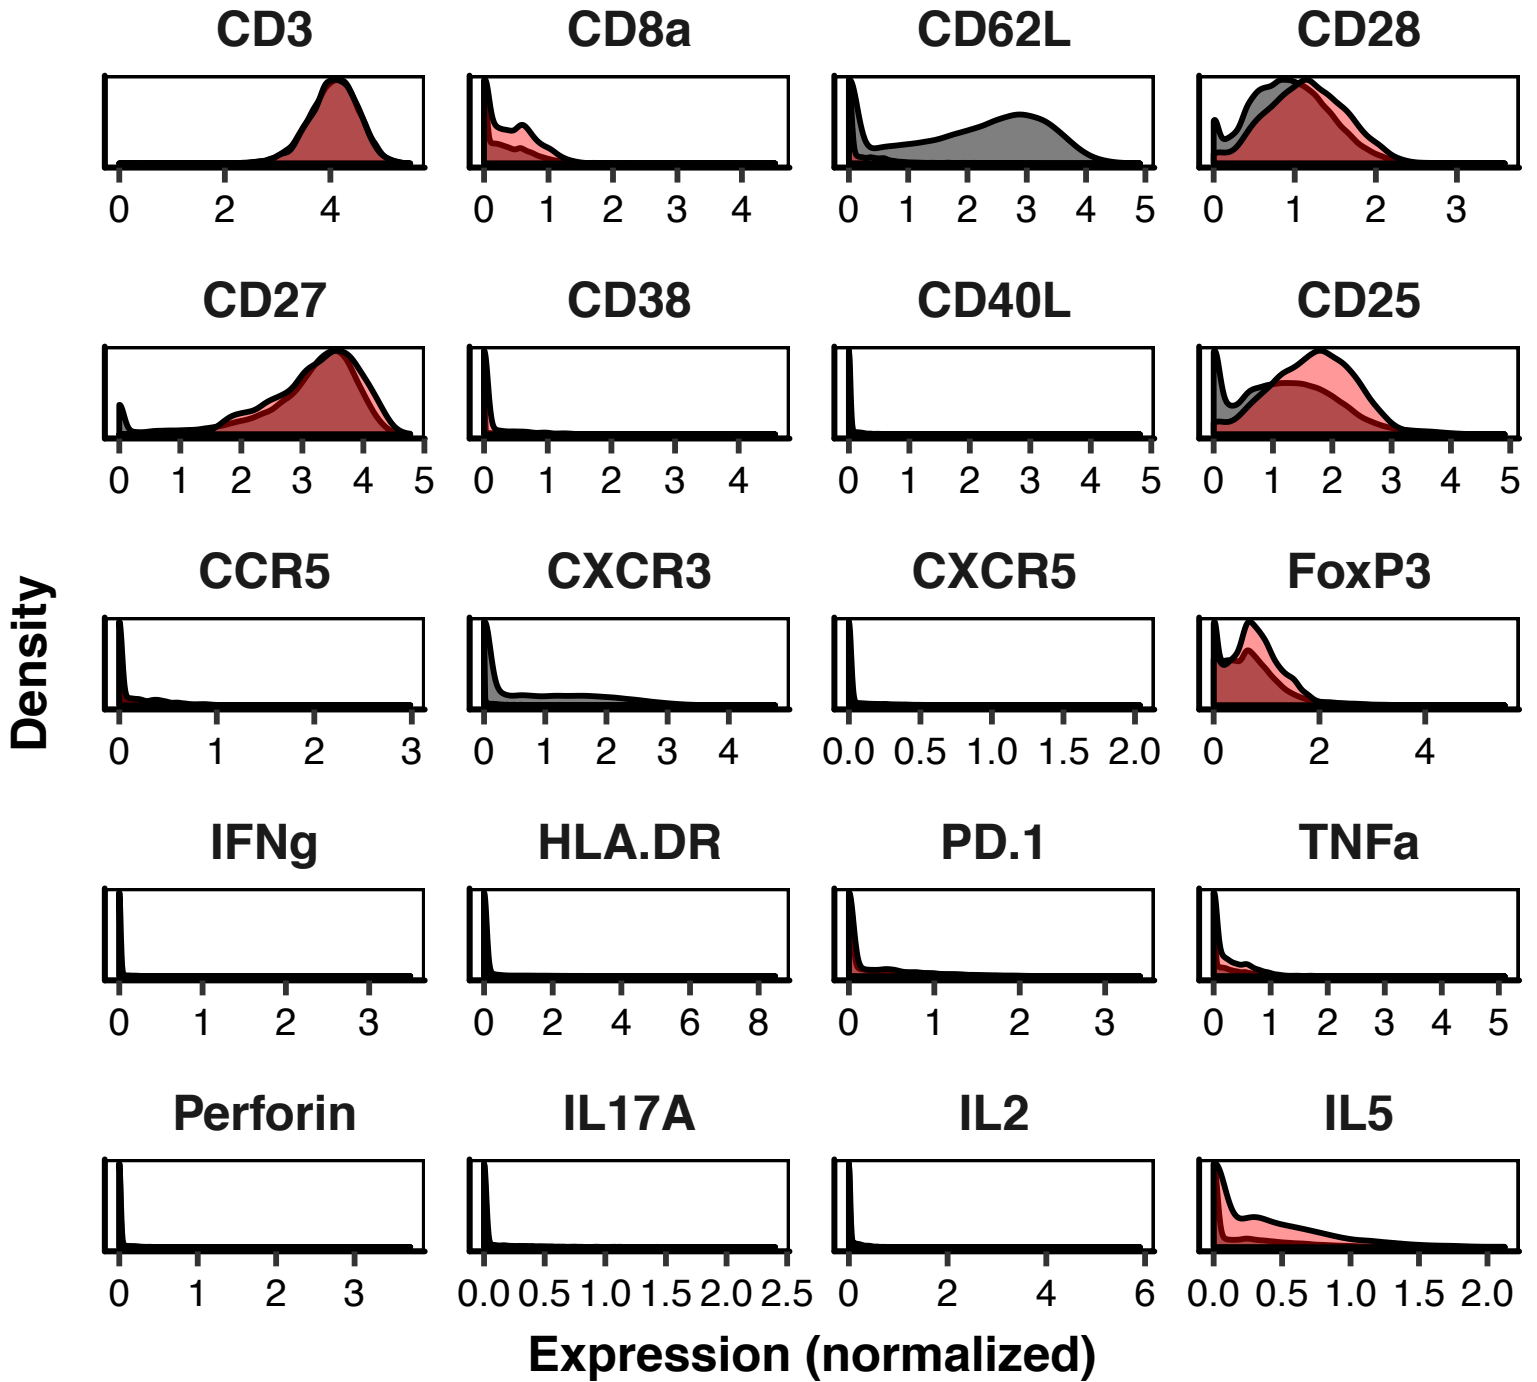 CD3 CD8a CD62L CD28
0 2 4 0 1 2 3 4 0 1 2 3 4 5 0 1 2 3
CD27 CD38 CD40L CD25
0 1 2 3 4 5 0 1 2 3 4 0 1 2 3 4 5 0 1 2 3 4 5
Density
CCR5 CXCR3 CXCR5 FoxP3
0 1 2 3 0 1 2 3 4 0.0 0.5 1.0 1.5 2.0 0 2 4
IFNg HLA.DR PD.1 TNFa
0 1 2 3 0 2 4 6 8 0 1 2 3 0 1 2 3 4 5
Perforin IL17A IL2 IL5
0 1 2 3 0.0 0.5 1.0 1.5 2.0 2.5 0 2 4 6 0.0 0.5 1.0 1.5 2.0
Expression (normalized)